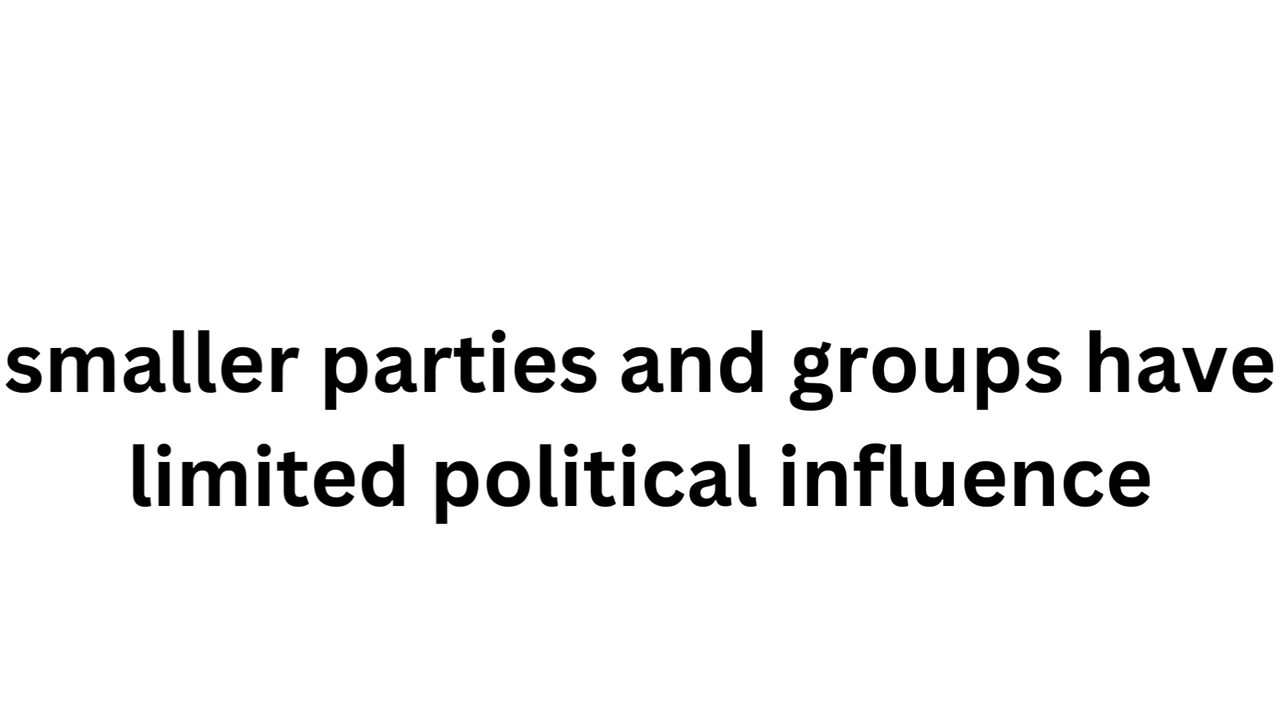 smaller parties and groups have
limited political influence